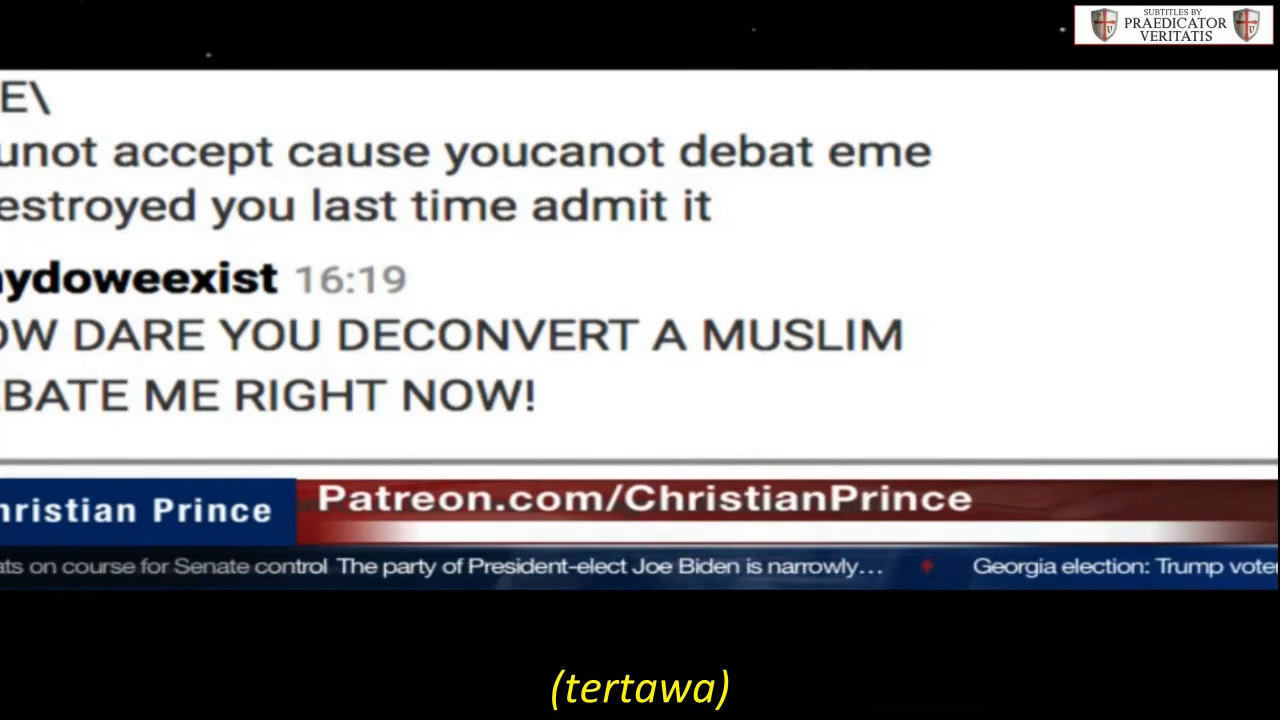 SUBTITLES BY
PRAEDICATOR
VERITATIS
E\
unot accept cause youcanot debat eme
estroyed you last time admit it
ydoweexist 16:19
OW DARE YOU DECONVERT A MUSLIM
EBATE ME RIGHT NOW!
hristian Prince
Patreon.com/ChristianPrince
ats on course for Senate control The party of President-elect Joe Biden is narrowly... Georgia election: Trump vote
(tertawa)